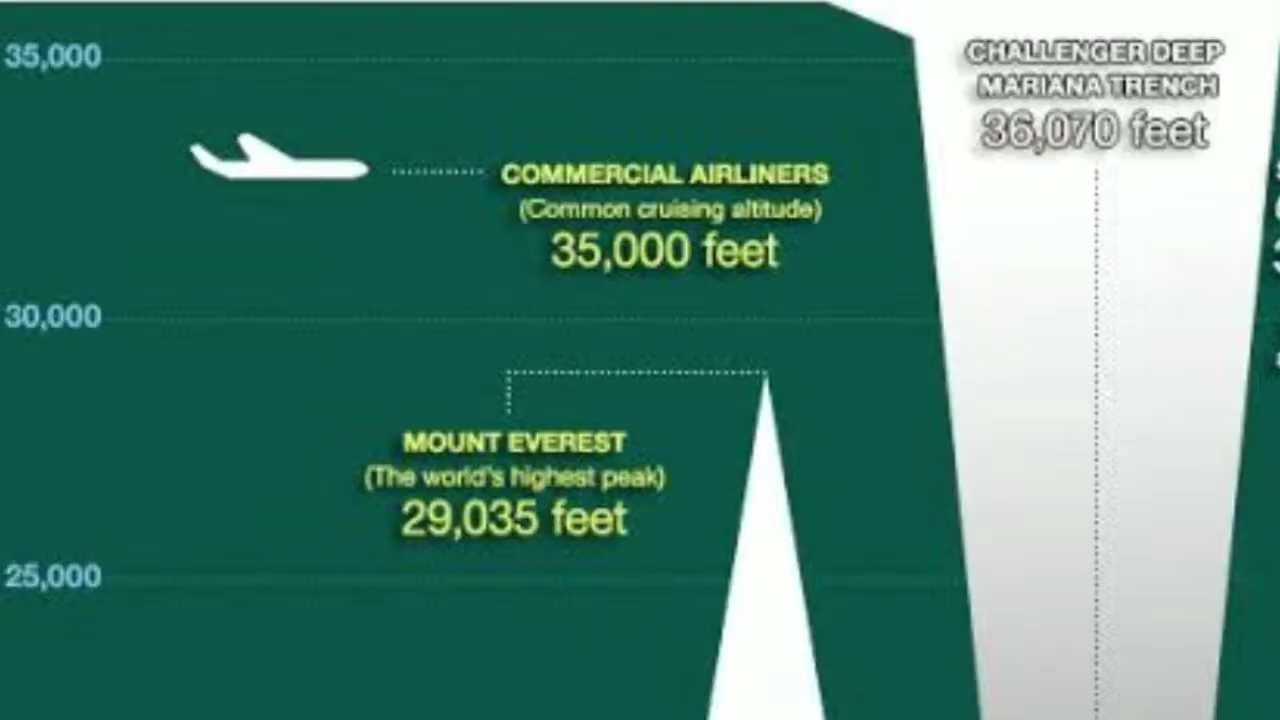 35,000
CHALLENGER DEEP
MARIANA TRENCH
36,070 feet
COMMERCIAL AIRLINERS
(Common cruising altitude)
35,000 feet
30,000
MOUNT EVEREST
(The world's highest peak)
29,035 feet
25,000